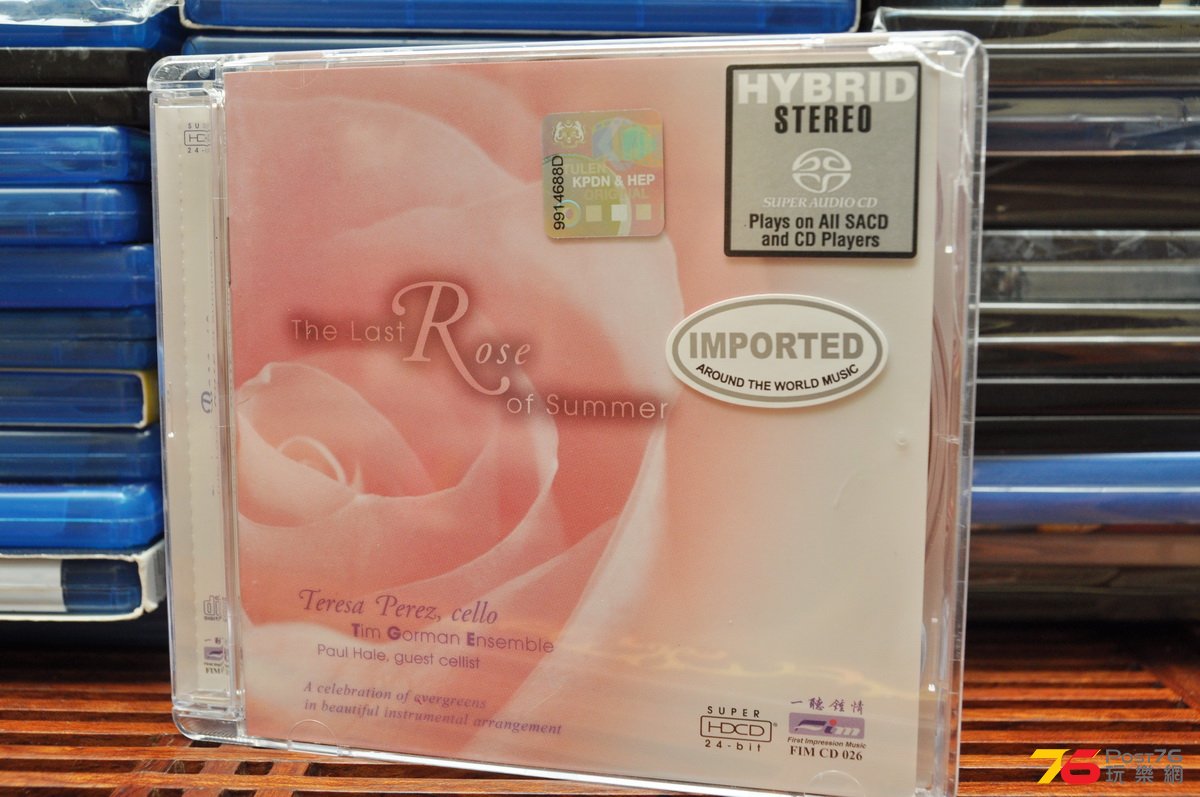 HYBRID
STEREO
SUPER AUDIO CD
Plays on All SACD
and CD Players
9914688D
TULEN
KPDN & HEP
ORIGINAL
IMPORTED
AROUND THE WORLD MUSIC
The Last Rose
of Summer
Teresa Perez, cello
Tim Gorman Ensemble
Paul Hale, guest cellist
A celebration of evergreens
in beautiful instrumental arrangement
SUPER
HDCD®
24-bit
一聽鍾情
Fim
First Impression Music
FIM CD 026
76 Post76
玩樂網